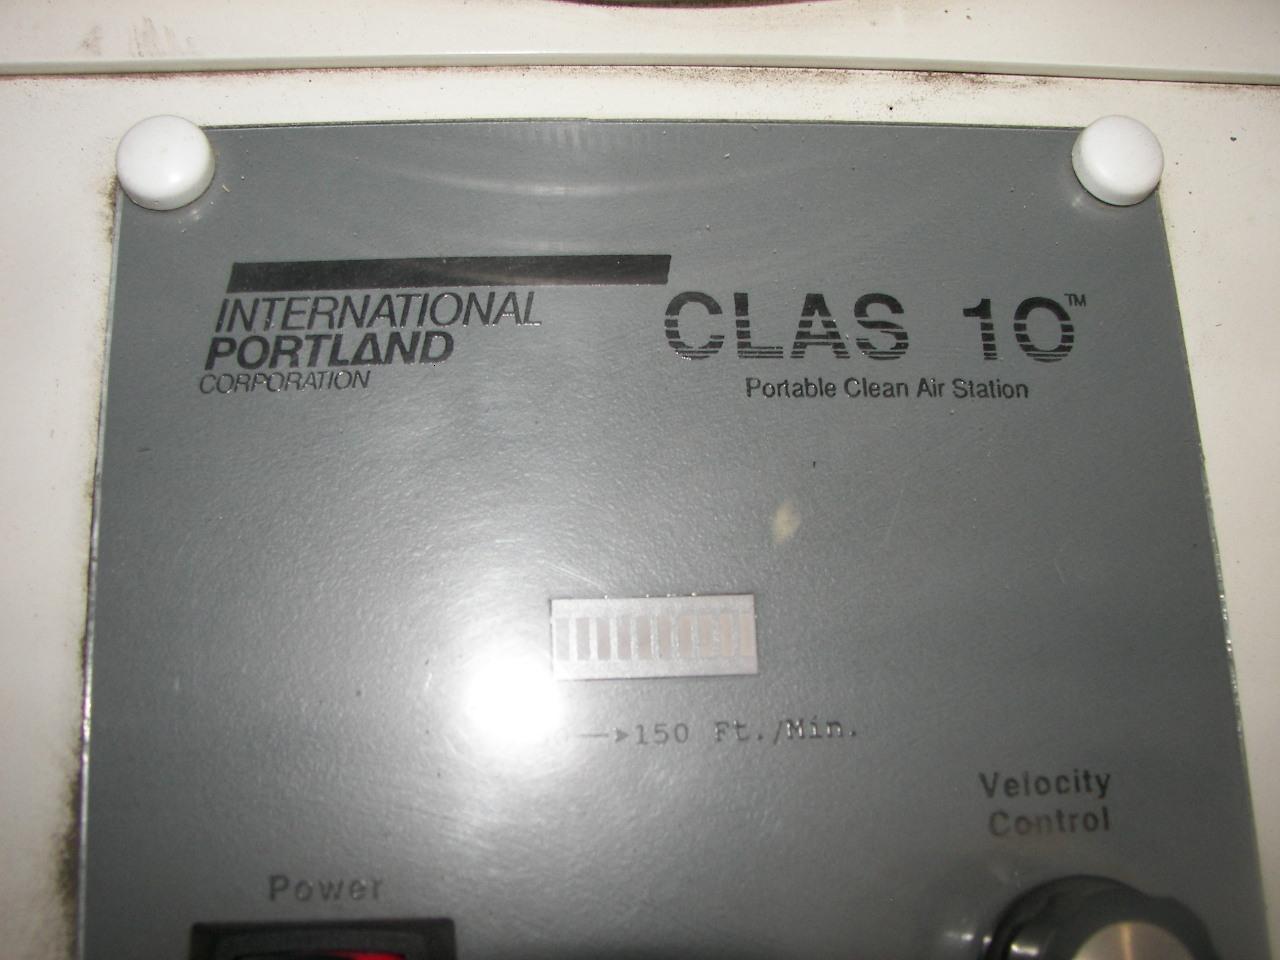 INTERNATIONAL
PORTLAND
CORPORATION
CLAS 10™
Portable Clean Air Station
→150 Ft./Min.
Velocity
Control
Power